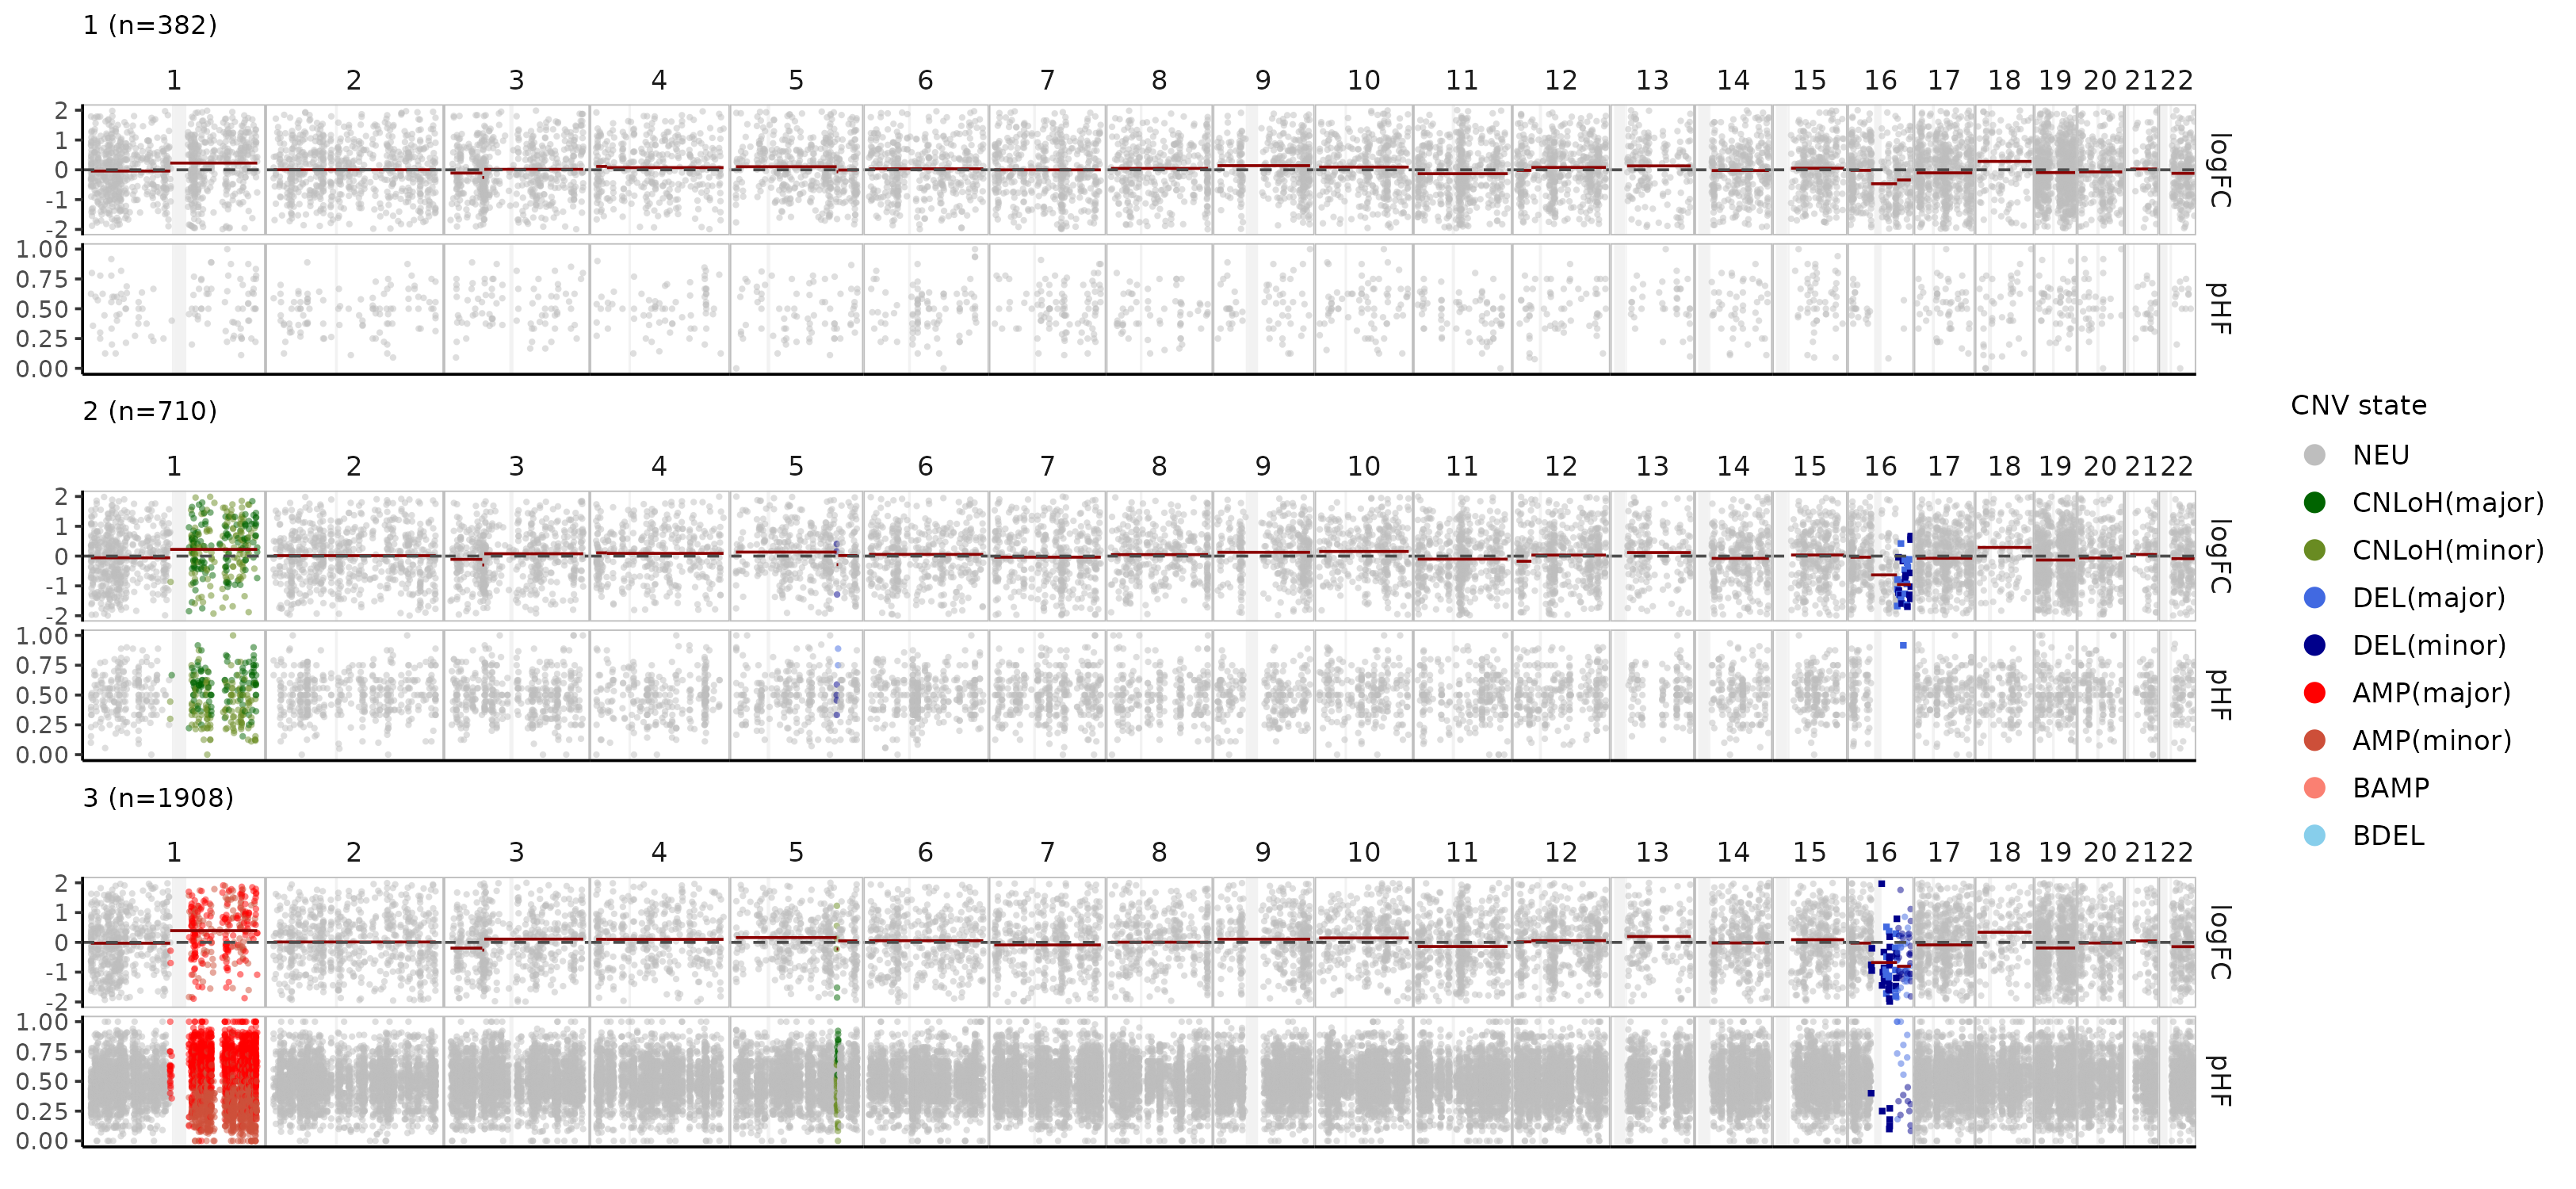 1 (n=382)
1 2 3 4 5 6 7 8 9 10 11 12 13 14 15 16 17 18 19 20 21 22
2
1
0
-1
-2
logFC
1.00
0.75
0.50
0.25
0.00
pHF
2 (n=710)
1 2 3 4 5 6 7 8 9 10 11 12 13 14 15 16 17 18 19 20 21 22
2
1
0
-1
-2
logFC
1.00
0.75
0.50
0.25
0.00
pHF
3 (n=1908)
1 2 3 4 5 6 7 8 9 10 11 12 13 14 15 16 17 18 19 20 21 22
2
1
0
-1
-2
logFC
1.00
0.75
0.50
0.25
0.00
pHF
CNV state
NEU
CNLoH(major)
CNLoH(minor)
DEL(major)
DEL(minor)
AMP(major)
AMP(minor)
BAMP
BDEL